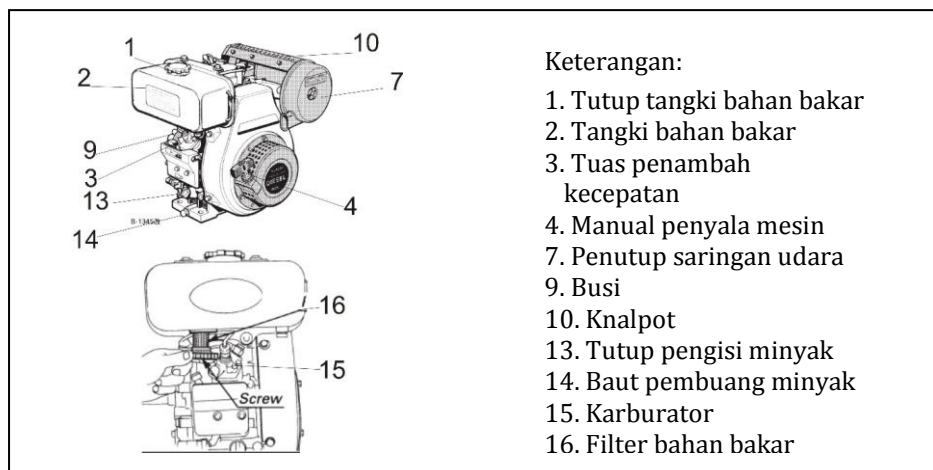 1
2
9
3
13
14
10
7
4
DIESEL
16
15
Screw
Keterangan:
1. Tutup tangki bahan bakar
2. Tangki bahan bakar
3. Tuas penambah
kecepatan
4. Manual penyala mesin
7. Penutup saringan udara
9. Busi
10. Knalpot
13. Tutup pengisi minyak
14. Baut pembuang minyak
15. Karburator
16. Filter bahan bakar